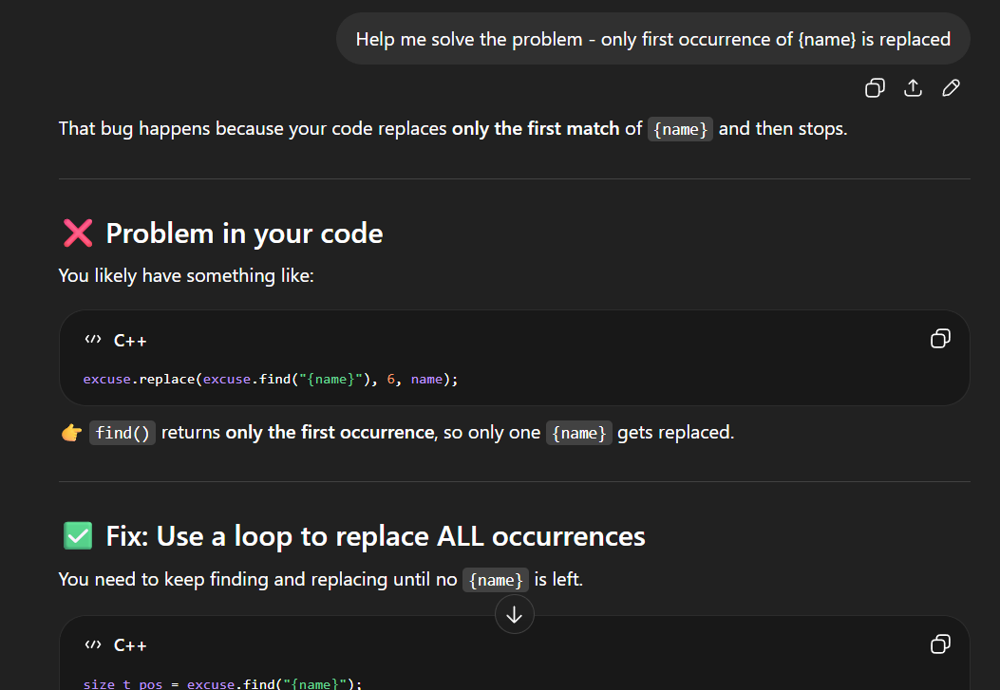 Help me solve the problem - only first occurrence of {name} is replaced
That bug happens because your code replaces only the first match of {name} and then stops.
❌ Problem in your code
You likely have something like:
C++
excuse.replace(excuse.find("{name}"), 6, name);
👉 find() returns only the first occurrence, so only one {name} gets replaced.
✅ Fix: Use a loop to replace ALL occurrences
You need to keep finding and replacing until no {name} is left.
C++
size_t pos = excuse.find("{name}");